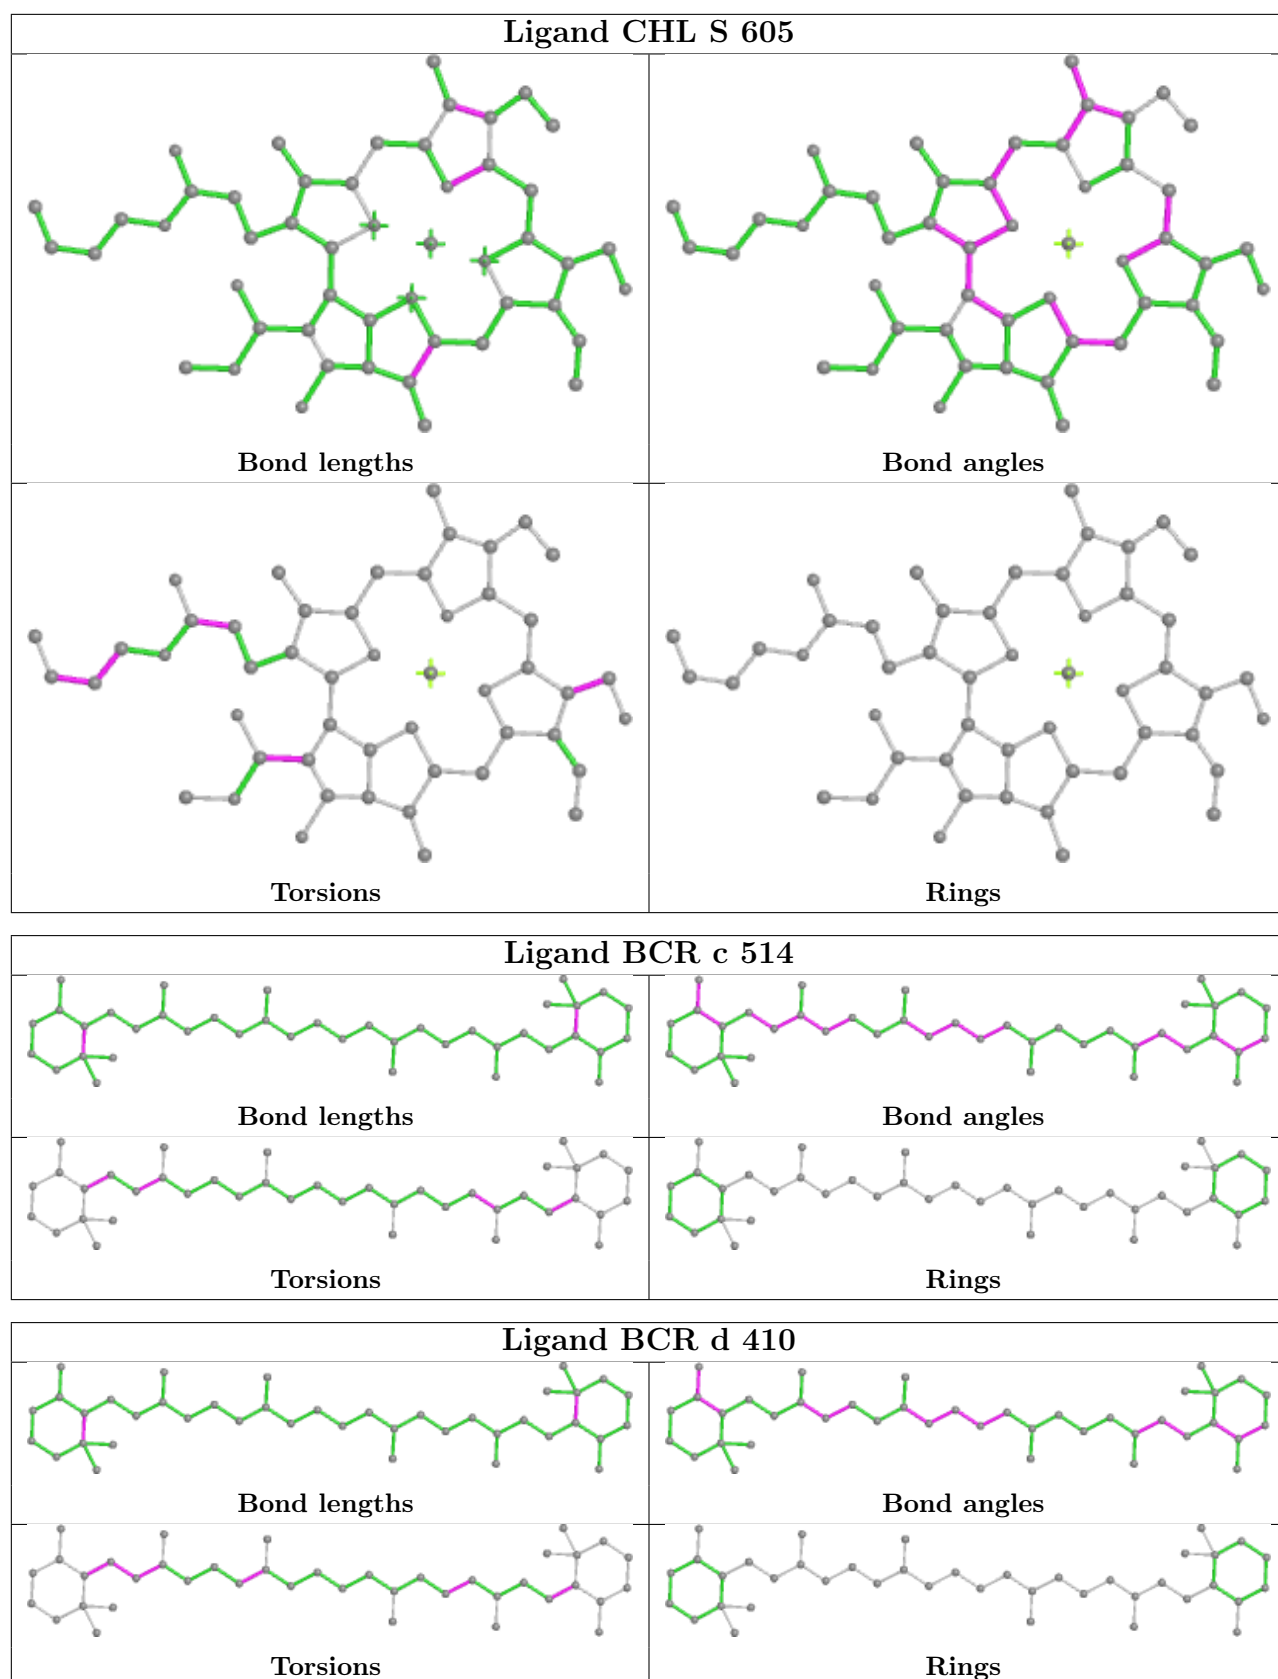 Ligand CHL S 605
Bond lengths
Bond angles
Torsions
Rings
Ligand BCR c 514
Bond lengths
Bond angles
Torsions
Rings
Ligand BCR d 410
Bond lengths
Bond angles
Torsions
Rings